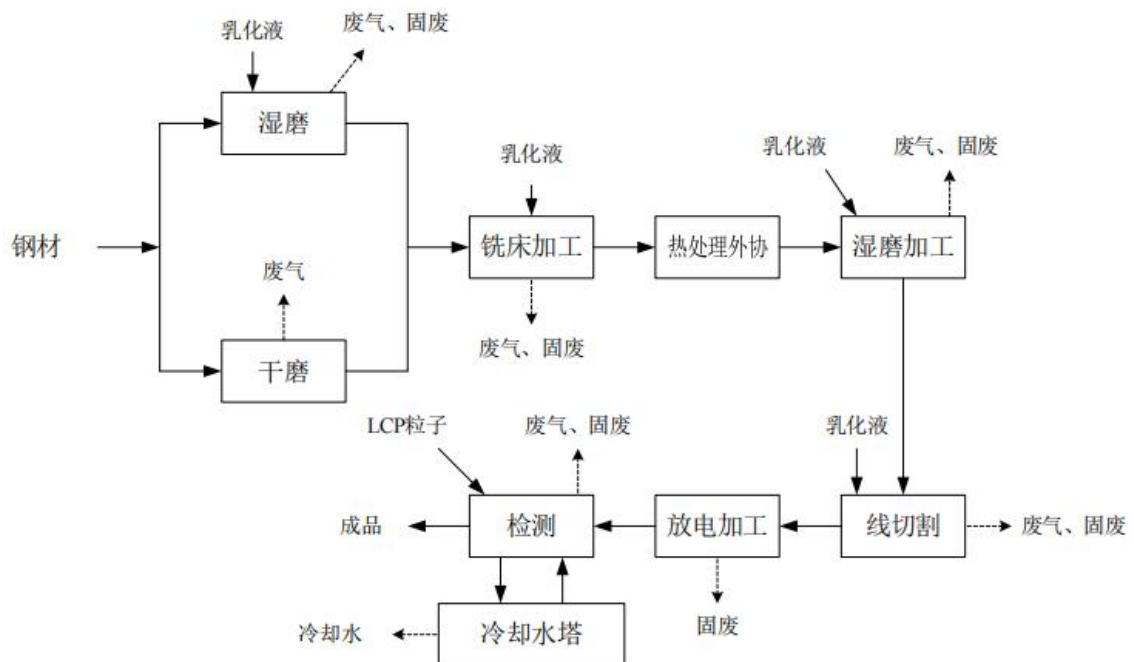 乳化液
废气、固废
湿磨
乳化液
乳化液
废气、固废
钢材
铣床加工
热处理外协
湿磨加工
废气
废气、固废
干磨
LCP粒子
废气、固废
乳化液
成品
检测
放电加工
线切割
废气、固废
冷却水
冷却水塔
固废